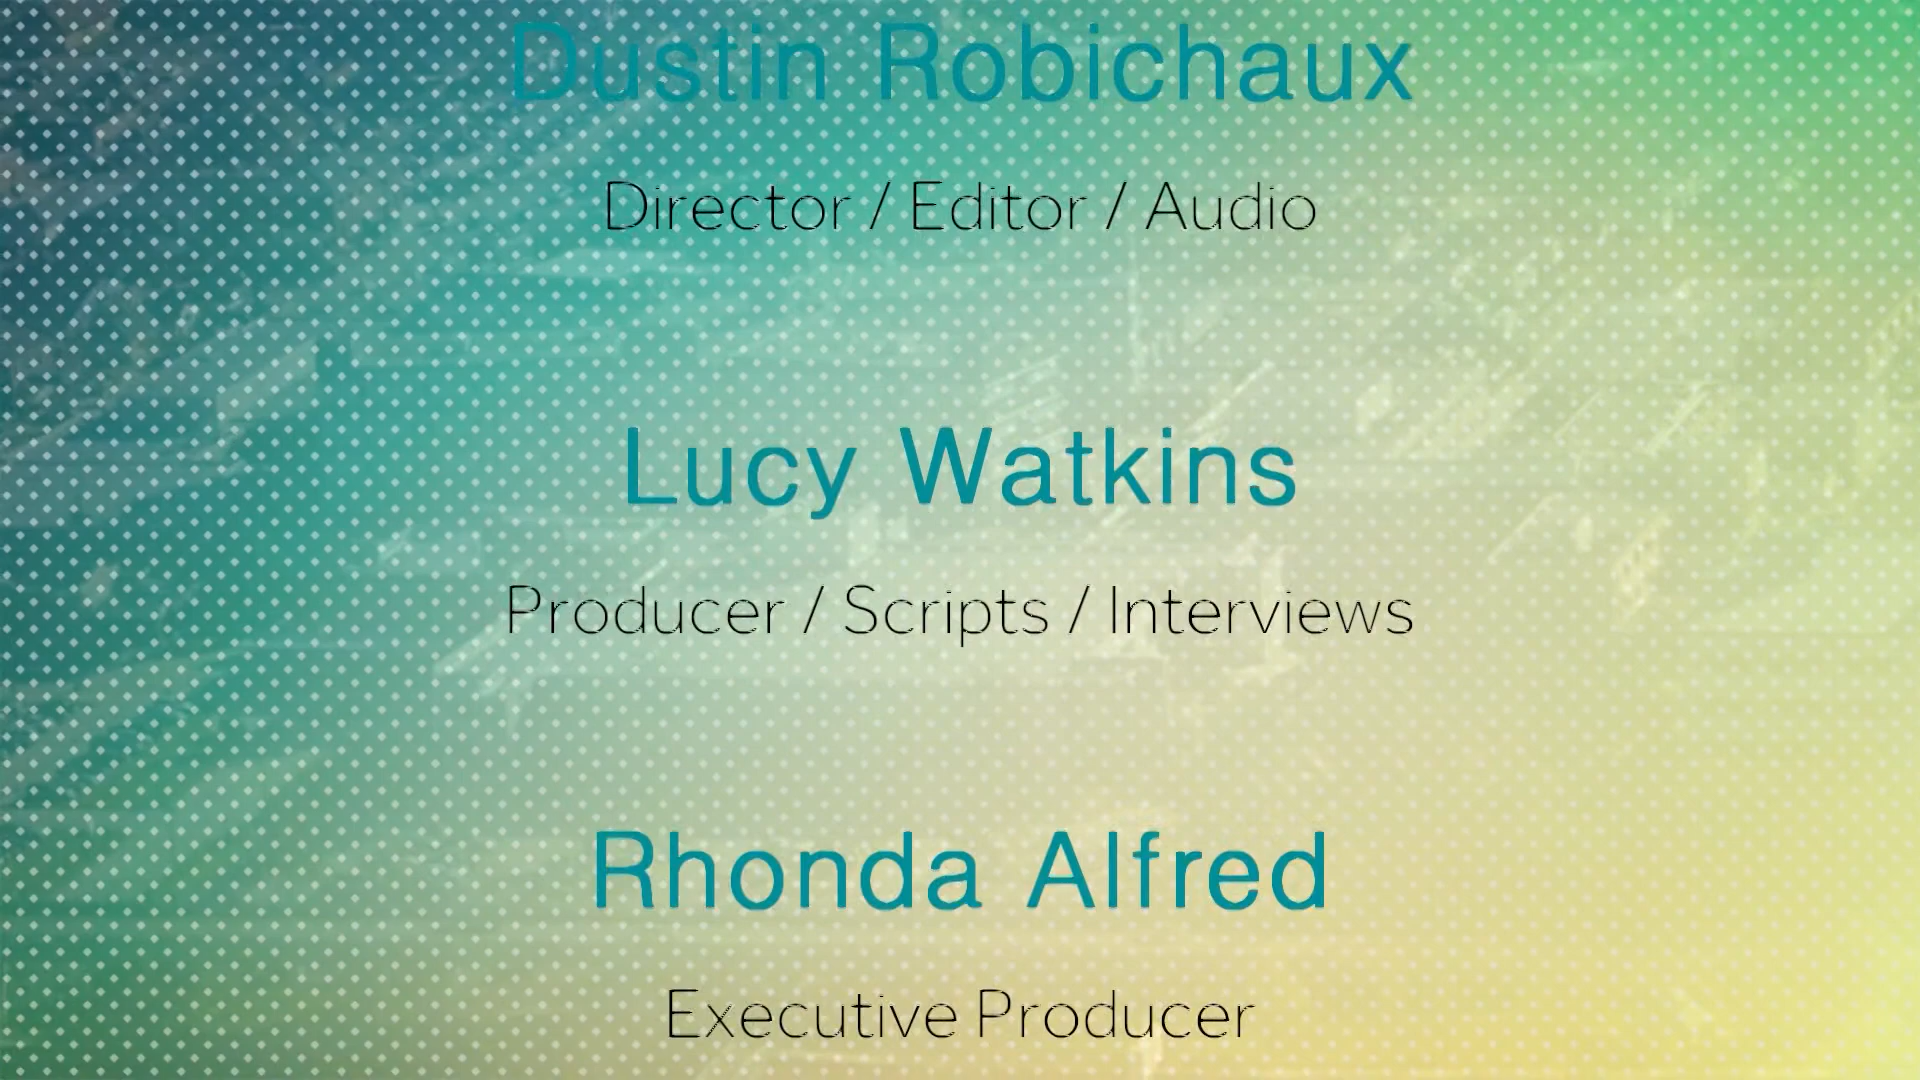 Dustin Robichaux
Director / Editor / Audio
Lucy Watkins
Producer / Scripts / Interviews
Rhonda Alfred
Executive Producer